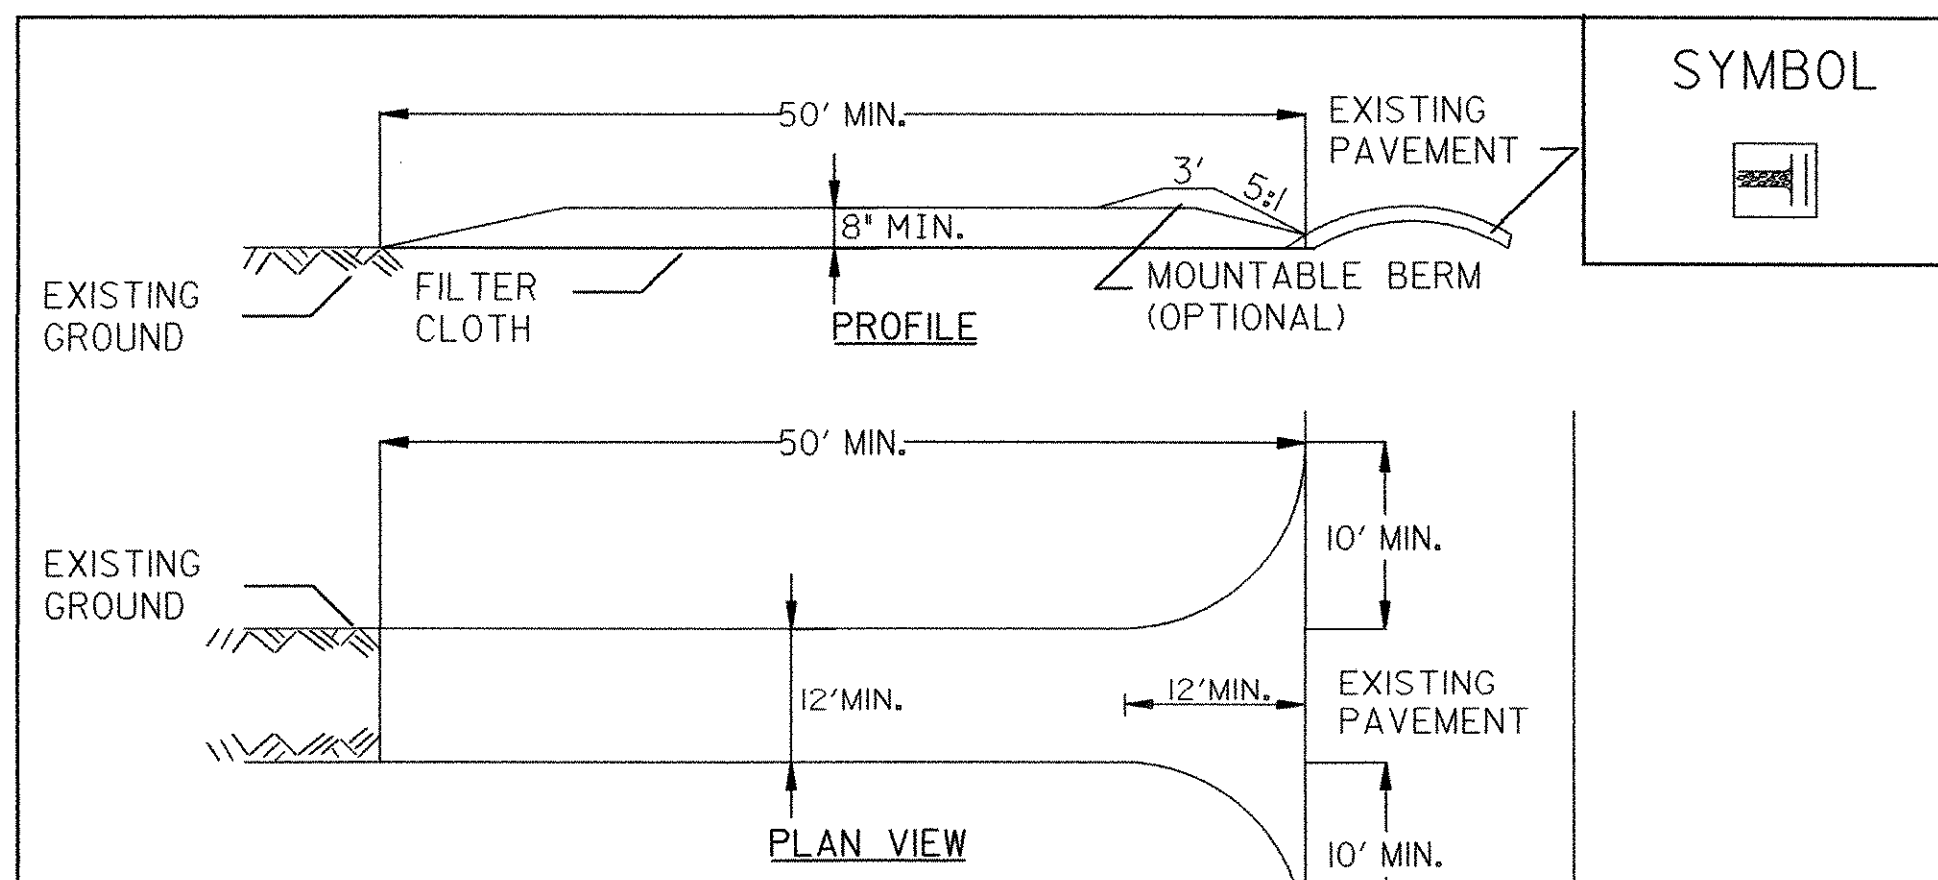 SYMBOL
50' MIN.
EXISTING
PAVEMENT
3'
5:1
8" MIN.
EXISTING
GROUND
FILTER
CLOTH
MOUNTABLE BERM
(OPTIONAL)
PROFILE
50' MIN.
10' MIN.
EXISTING
GROUND
12'MIN.
12'MIN.
EXISTING
PAVEMENT
PLAN VIEW
10' MIN.